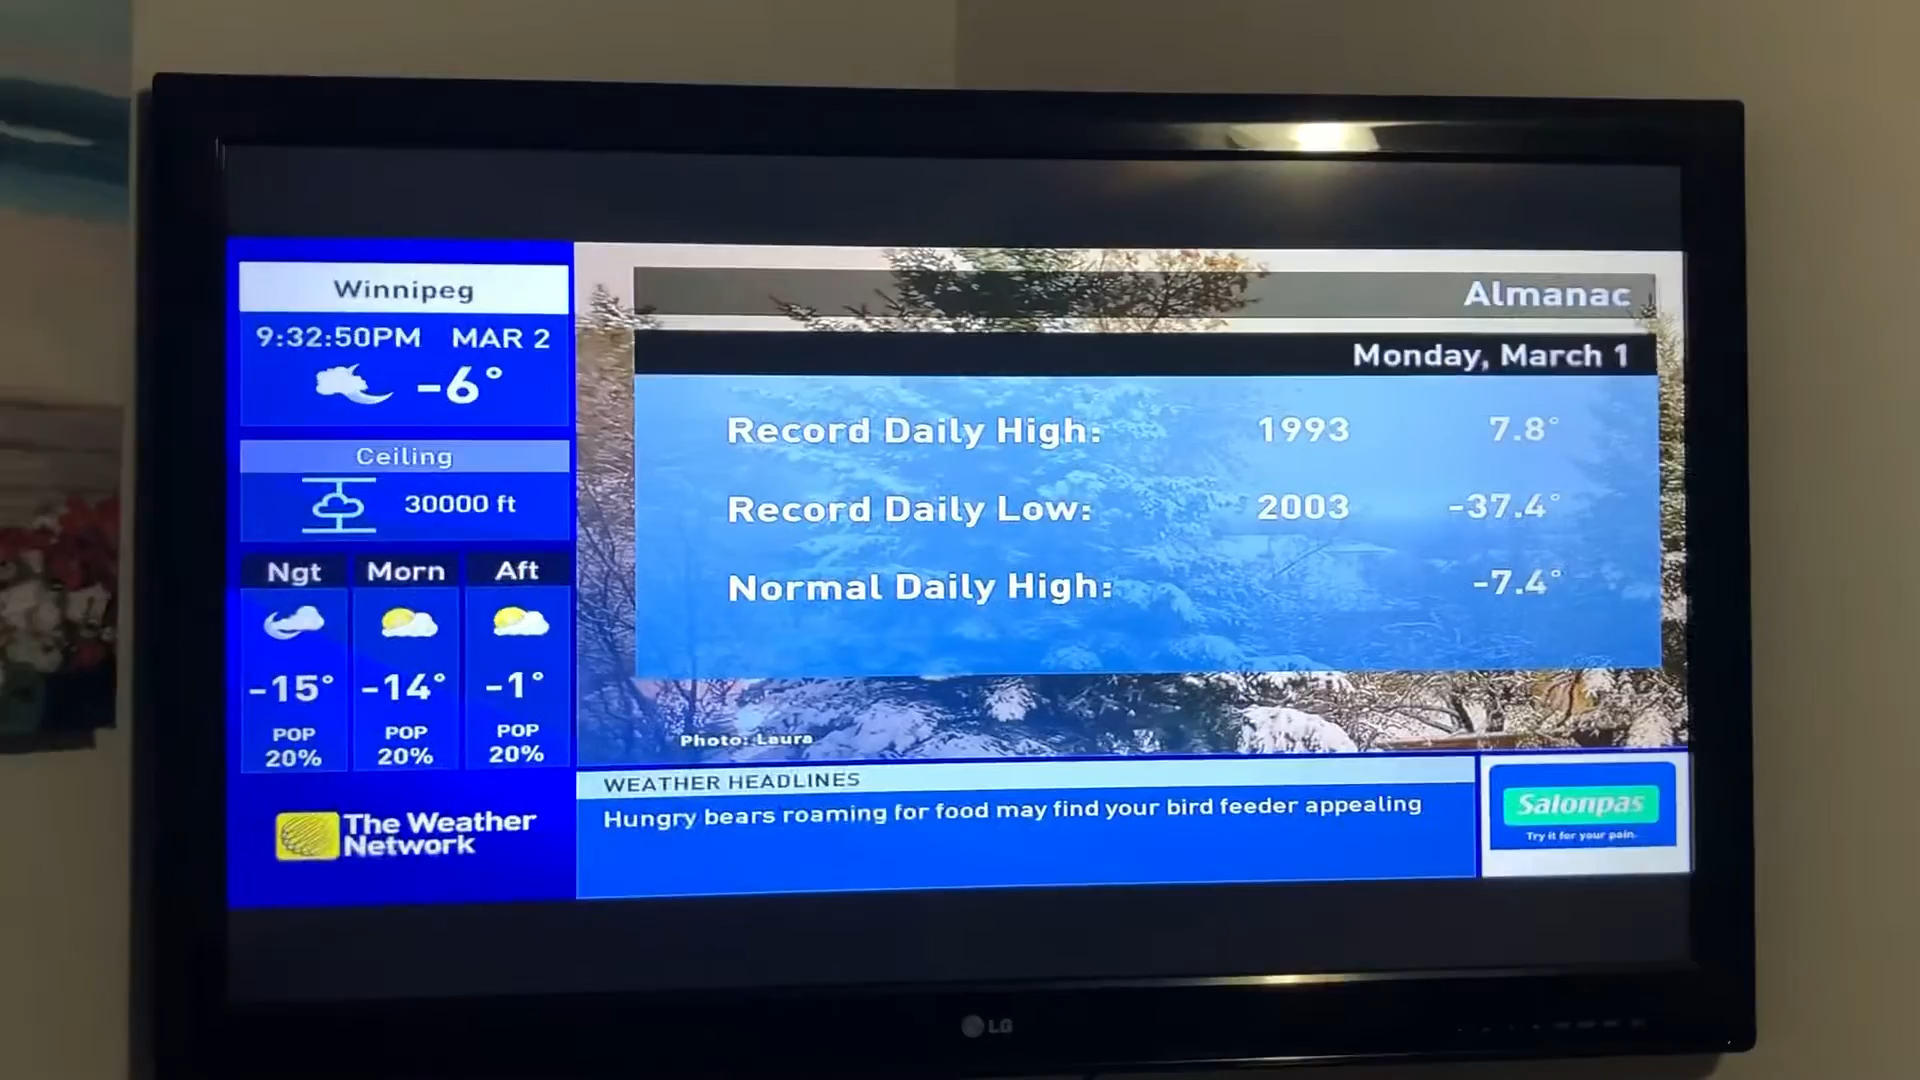 Winnipeg
9:32:50PM MAR 2
-6°
Ceiling
30000 ft
Ngt Morn Aft
-15° -14° -1°
POP POP POP
20% 20% 20%
The Weather
Network
Almanac
Monday, March 1
Record Daily High: 1993 7.8°
Record Daily Low: 2003 -37.4°
Normal Daily High: -7.4°
Photo: Laura
WEATHER HEADLINES
Hungry bears roaming for food may find your bird feeder appealing
Salonpas
Try it for your pain.
LG